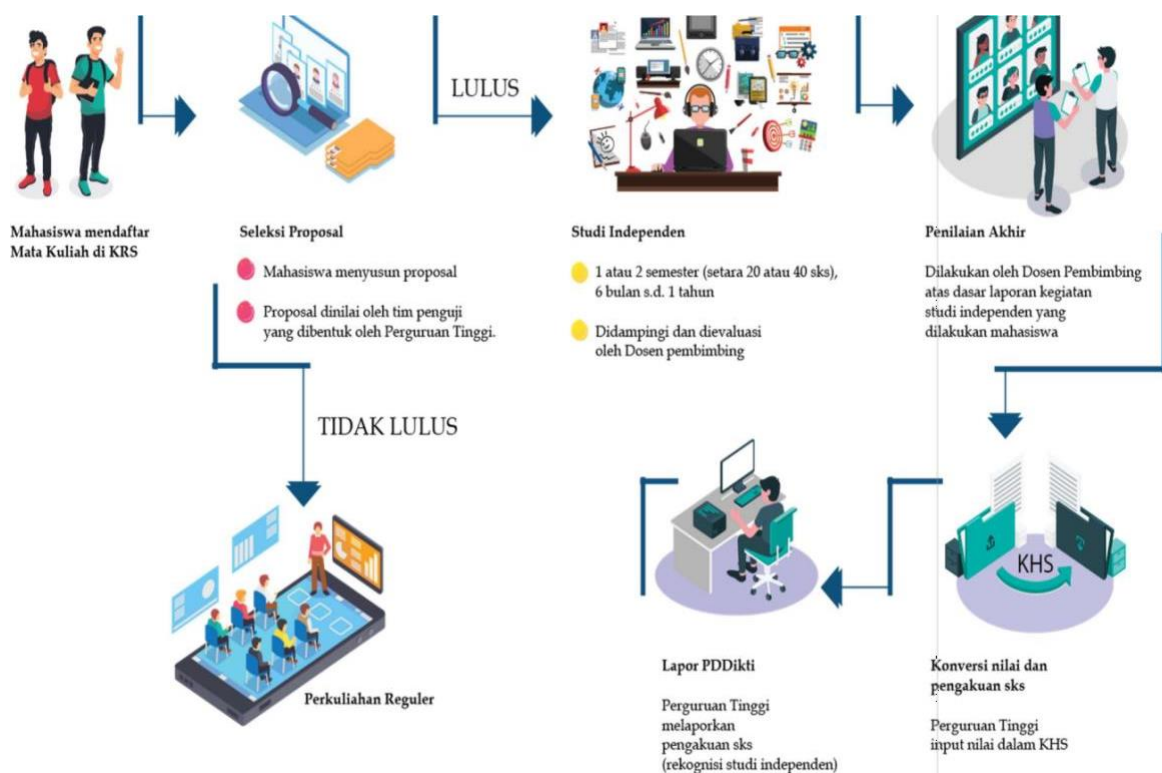 LULUS
Mahasiswa mendaftar
Mata Kuliah di KRS
Seleksi Proposal
Mahasiswa menyusun proposal
Proposal dinilai oleh tim penguji
yang dibentuk oleh Perguruan Tinggi.
Studi Independen
1 atau 2 semester (setara 20 atau 40 sks),
6 bulan s.d. 1 tahun
Didampingi dan dievaluasi
oleh Dosen pembimbing
Penilaian Akhir
Dilakukan oleh Dosen Pembimbing
atas dasar laporan kegiatan
studi independen yang
dilakukan mahasiswa
TIDAK LULUS
Perkuliahan Reguler
KHS
Konversi nilai dan
pengakuan sks
Perguruan Tinggi
input nilai dalam KHS
Lapor PDDikti
Perguruan Tinggi
melaporkan
pengakuan sks
(rekognisi studi independen)